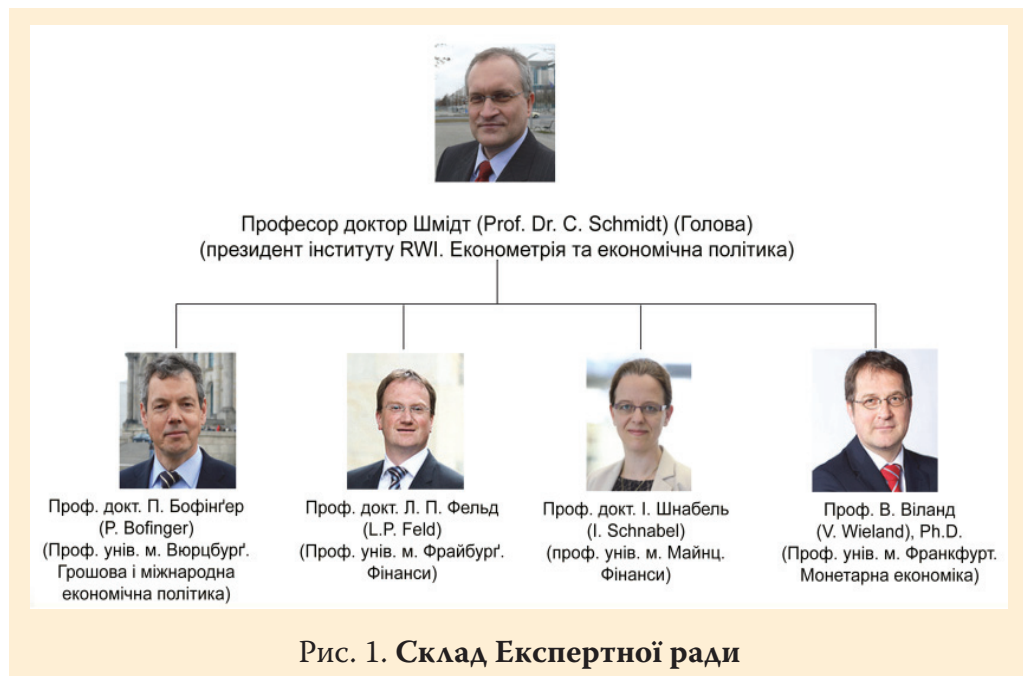 Професор доктор Шмідт (Prof. Dr. C. Schmidt) (Голова)
(президент інституту RWI. Економетрія та економічна політика)
Проф. докт. П. Бофінґер
(P. Bofinger)
(Проф. унів. м. Вюрцбурґ.
Грошова і міжнародна
економічна політика)
Проф. докт. Л. П. Фельд
(L.P. Feld)
(Проф. унів. м. Фрайбурґ.
Фінанси)
Проф. докт. І. Шнабель
(I. Schnabel)
(проф. унів. м. Майнц.
Фінанси)
Проф. В. Віланд
(V. Wieland), Ph.D.
(Проф. унів. м. Франкфурт.
Монетарна економіка)
Рис. 1. Склад Експертної ради